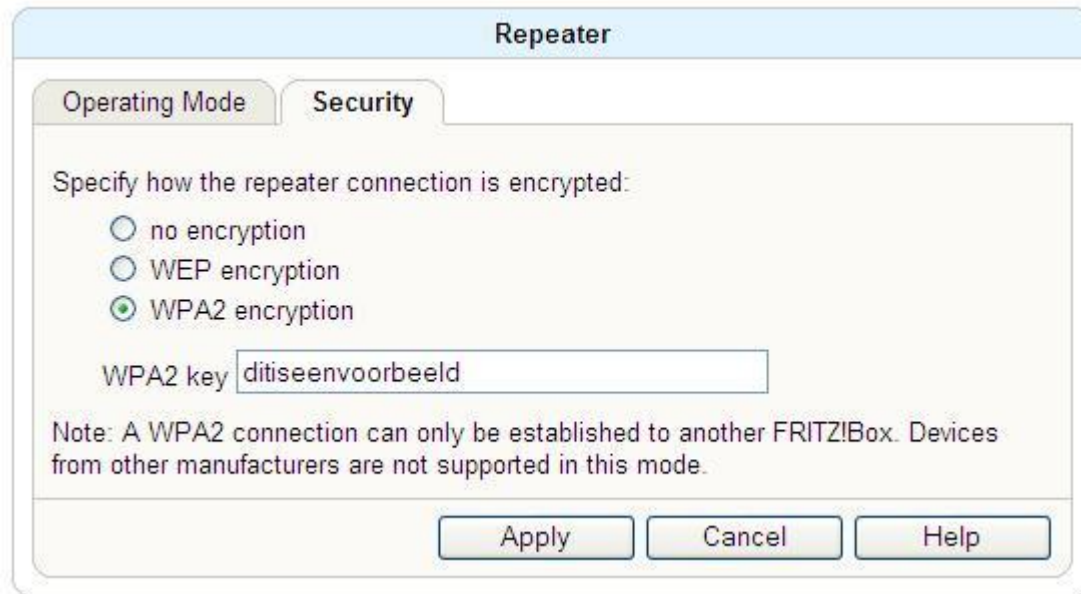 Repeater
Operating Mode Security
Specify how the repeater connection is encrypted:
no encryption
WEP encryption
WPA2 encryption
WPA2 key ditiseenvoorbeeld
Note: A WPA2 connection can only be established to another FRITZ!Box. Devices
from other manufacturers are not supported in this mode.
Apply Cancel Help